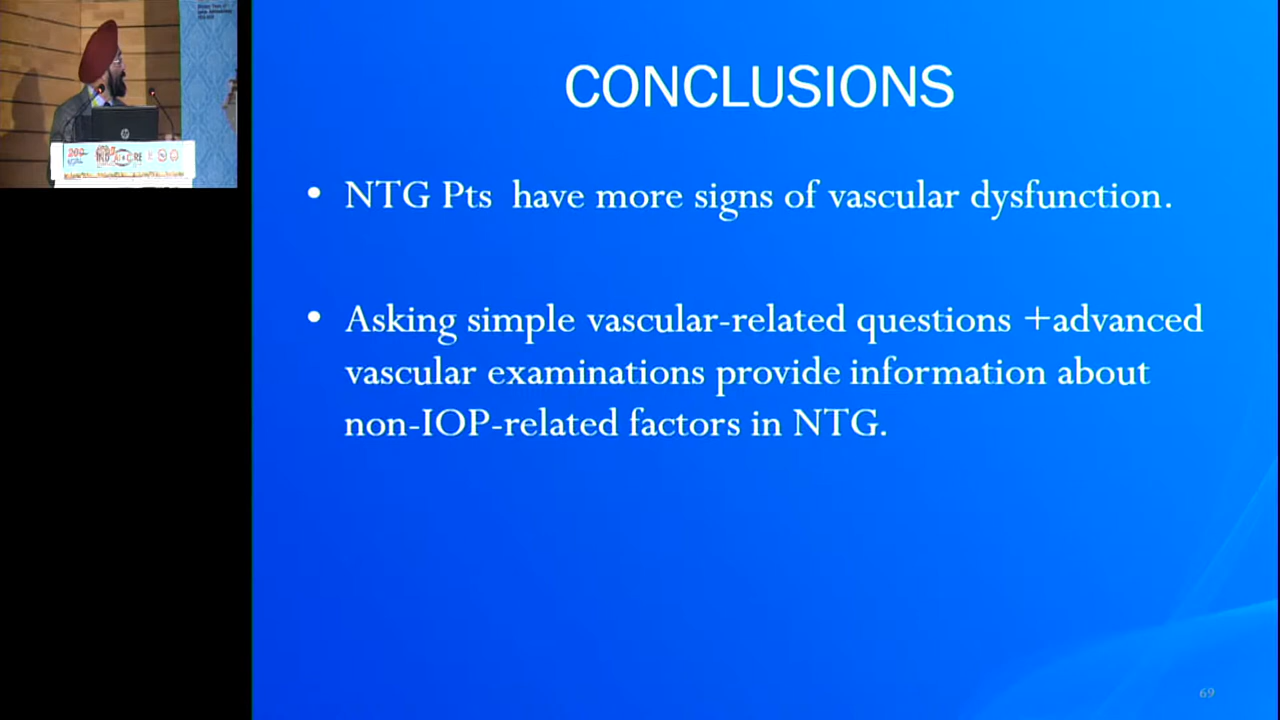 CONCLUSIONS
• NTG Pts have more signs of vascular dysfunction.
• Asking simple vascular-related questions +advanced
vascular examinations provide information about
non-IOP-related factors in NTG.
69
hp